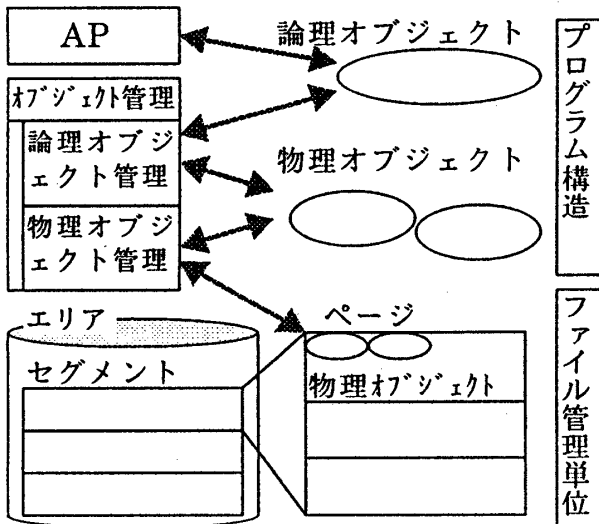 AP
論理オブジェクト
オブジェクト管理
論理オブジ
ェクト管理
物理オブジェクト
物理オブジ
ェクト管理
プログラム構造
エリア
セグメント
ページ
物理オブジェクト
ファイル管理単位